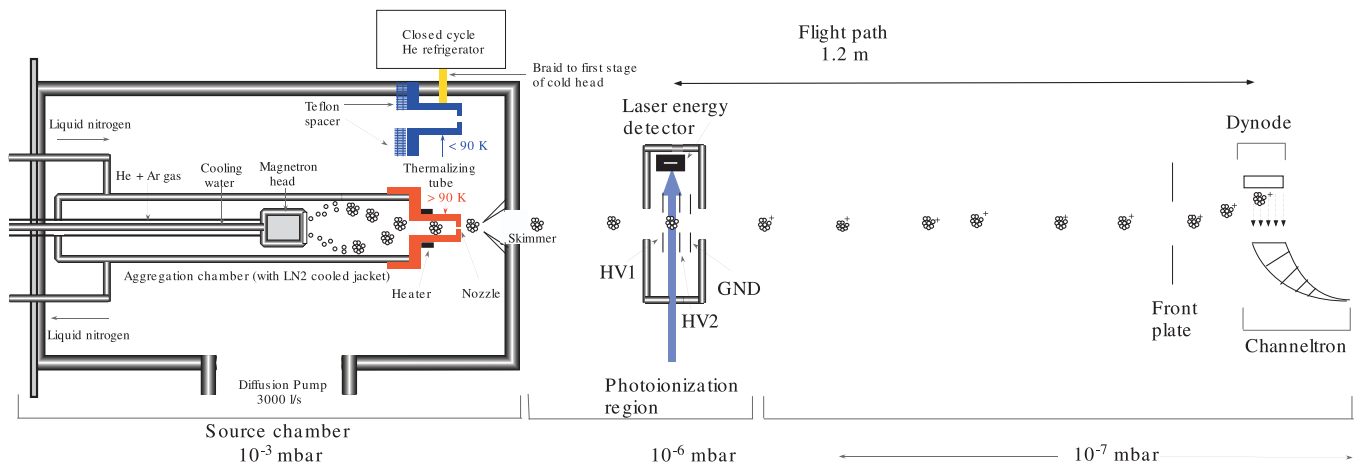 Closed cycle
He refrigerator
Flight path
1.2 m
Braid to first stage
of cold head
Teflon
spacer
Laser energy
detector
Dynode
Liquid nitrogen
< 90 K
He + Ar gas
Cooling
water
Magnetron
head
Thermalizing
tube
> 90 K
Skimmer
Aggregation chamber (with LN2 cooled jacket)
Heater
Nozzle
HV1
GND
HV2
Front
plate
Channeltron
Liquid nitrogen
Diffusion Pump
3000 l/s
Photoionization
region
Source chamber
10-3 mbar
10-6 mbar
10-7 mbar